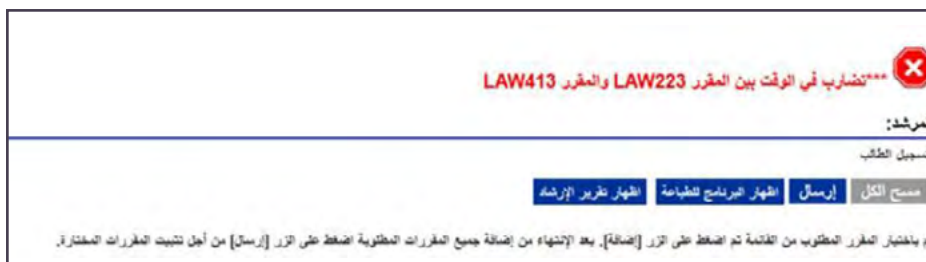 ***تضارب في الوقت بين المقرر LAW223 والمقرر LAW413
مرشد:
سجيل الطالب
مسح الكل إرسال اظهار البرنامج للطباعة اظهار تقرير الإرشاد
م باختيار المقرر المطلوب من القائمة ثم اضغط على الزر [إضافة]. بعد الإنتهاء من إضافة جميع المقررات المطلوبة اضغط على الزر [إرسال] من أجل تثبيت المقررات المختارة.